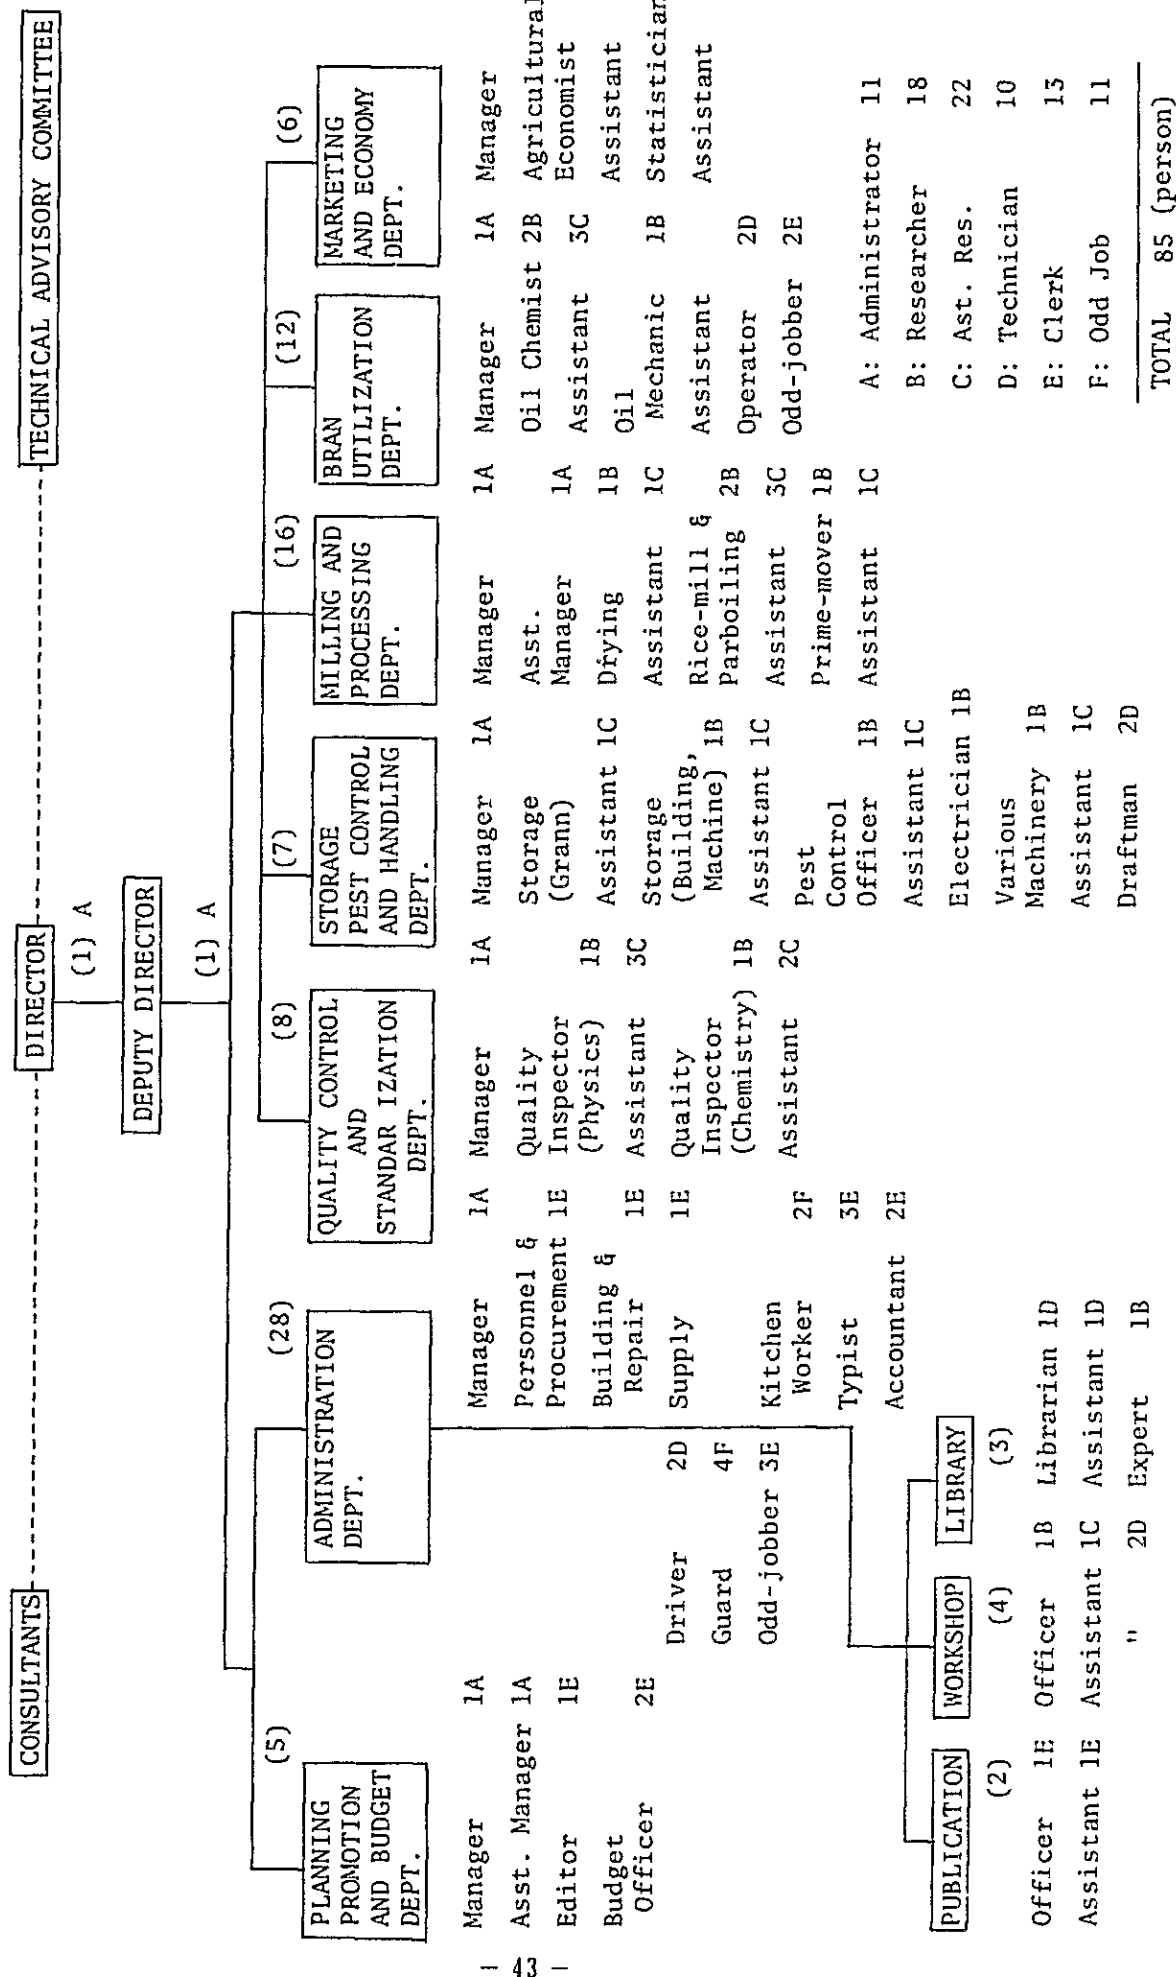 CONSULTANTS
DIRECTOR
TECHNICAL ADVISORY COMMITTEE
(1) A
DEPUTY DIRECTOR
(1) A
(5)
PLANNING
PROMOTION
AND BUDGET
DEPT.
Manager 1A
Asst. Manager 1A
Editor 1E
Budget
Officer 2E
(28)
ADMINISTRATION
DEPT.
Manager 1A
Personnel &
Procurement 1E
Building &
Repair 1E
Supply 1E
Kitchen
Worker 2F
Typist 3E
Accountant 2E
Driver 2D
Guard 4F
Odd-jobber 3E
PUBLICATION
(2)
Officer 1E
Assistant 1E
WORKSHOP
(4)
Officer 1B
Assistant 1C
" 2D
LIBRARY
(3)
Librarian 1D
Assistant 1D
Expert 1B
(8)
QUALITY CONTROL
AND
STANDAR IZATION
DEPT.
Manager 1A
Quality
Inspector
(Physics) 1B
Assistant 3C
Quality
Inspector
(Chemistry) 1B
Assistant 2C
(7)
STORAGE
PEST CONTROL
AND HANDLING
DEPT.
Manager 1A
Storage
(Grann)
Assistant 1C
Storage
(Building,
Machine) 1B
Assistant 1C
Pest
Control
Officer 1B
Assistant 1C
Electrician 1B
Various
Machinery 1B
Assistant 1C
Draftman 2D
(16)
MILLING AND
PROCESSING
DEPT.
Manager 1A
Asst.
Manager 1A
Drying 1B
Assistant 1C
Rice-mill &
Parboiling 2B
Assistant 3C
Prime-mover 1B
Assistant 1C
(12)
BRAN
UTILIZATION
DEPT.
Manager 1A
Oil Chemist 2B
Assistant 3C
Oil
Mechanic 1B
Assistant
Operator 2D
Odd-jobber 2E
(6)
MARKETING
AND ECONOMY
DEPT.
Manager
Agricultural
Economist
Assistant
Statistician
Assistant
A: Administrator 11
B: Researcher 18
C: Ast. Res. 22
D: Technician 10
E: Clerk 13
F: Odd Job 11
TOTAL 85 (person)
— 43 —